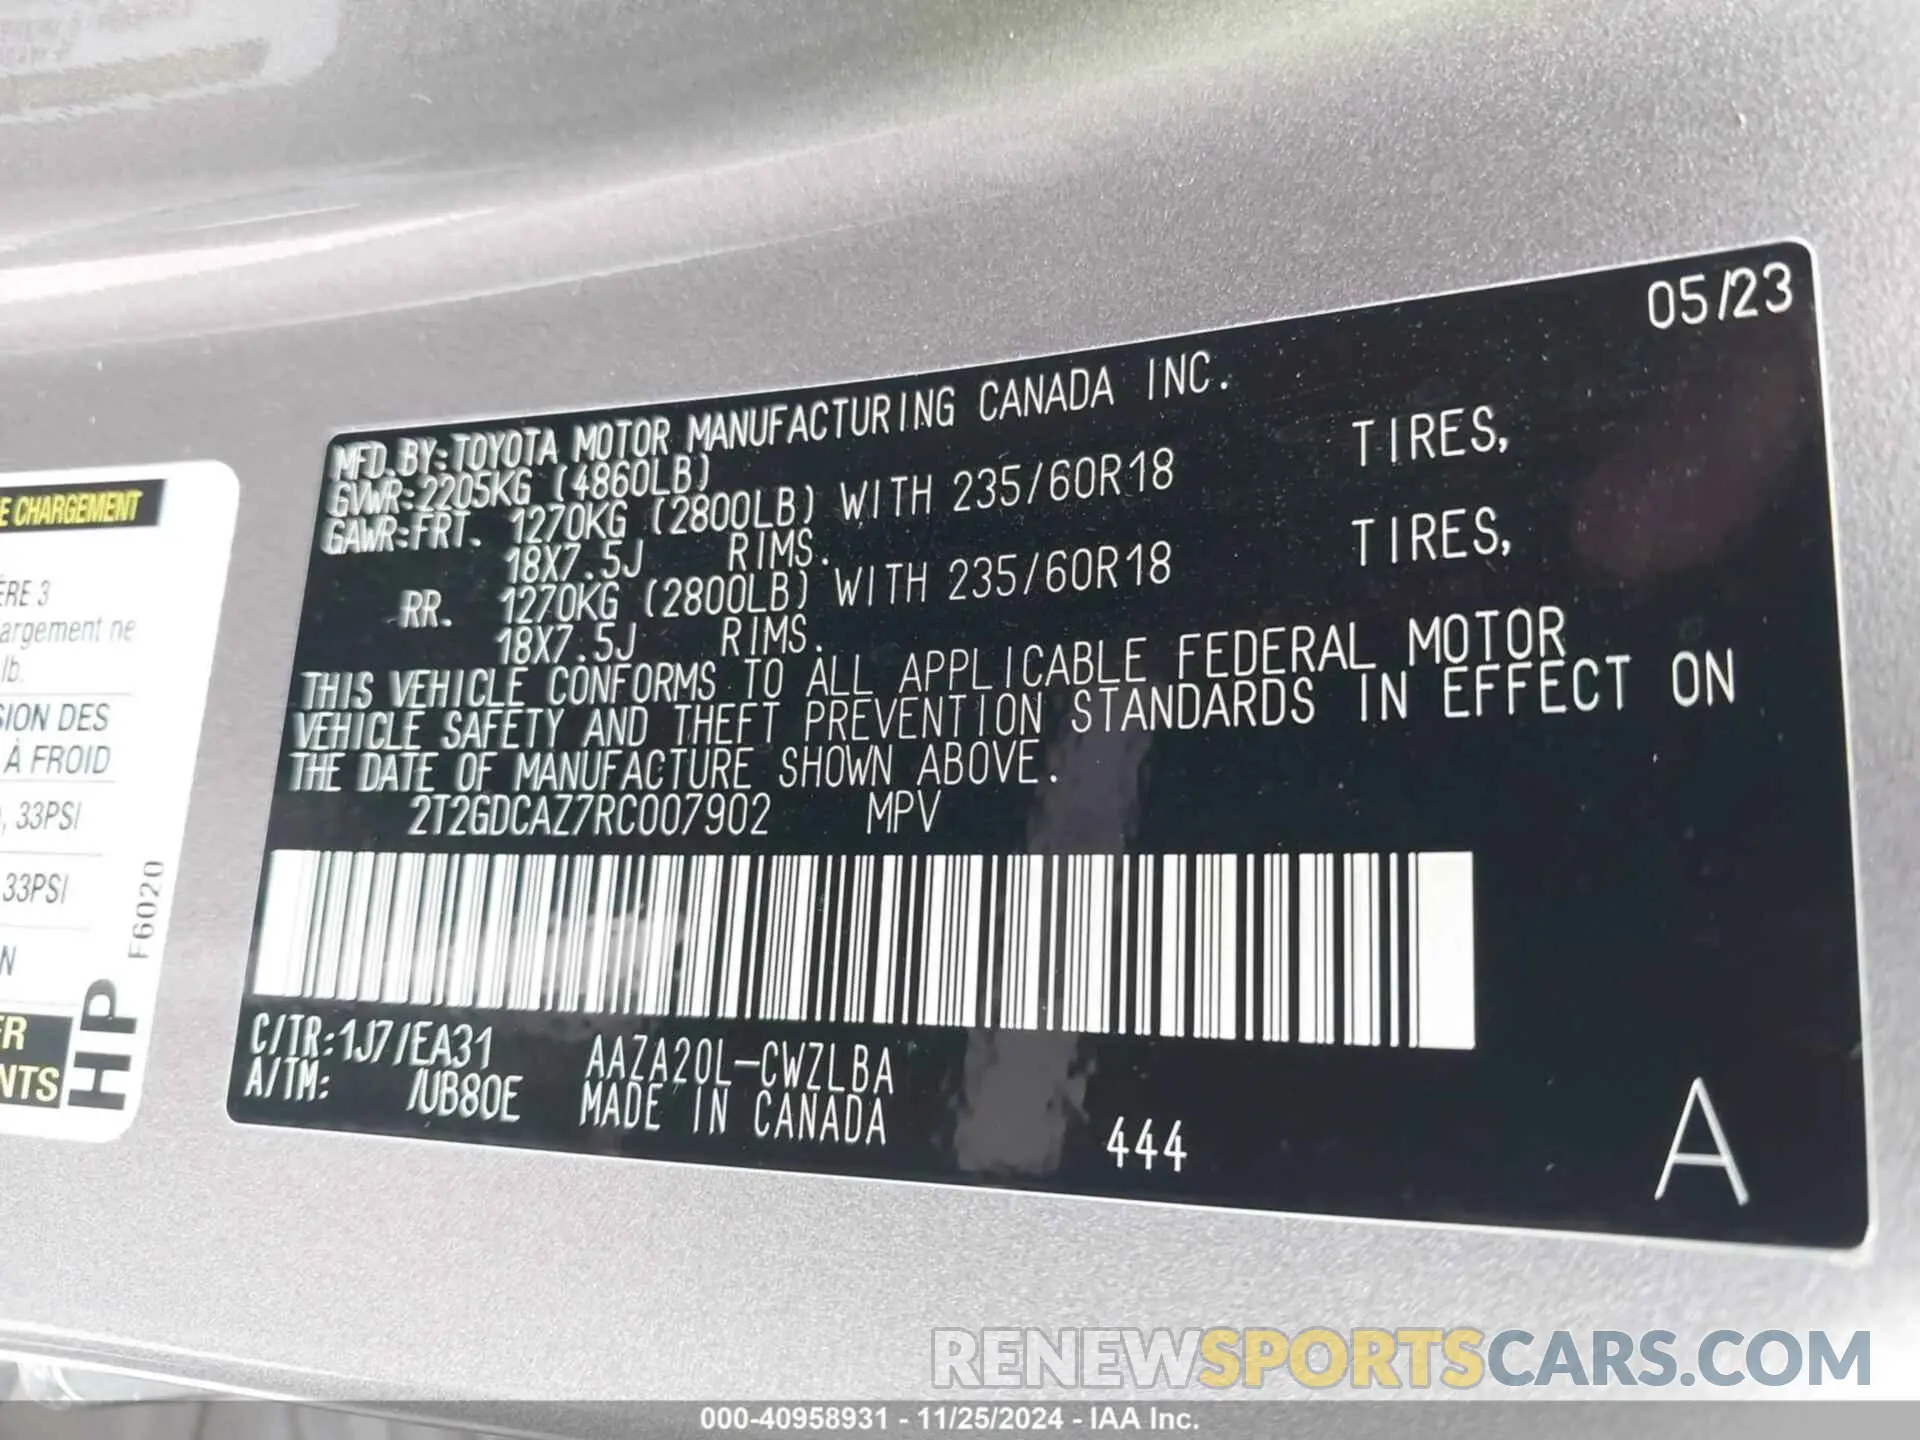 05/23
MFD.BY:TOYOTA MOTOR MANUFACTURING CANADA INC.
GVWR:2205KG (4860LB)
GAWR:FRT. 1270KG (2800LB) WITH 235/60R18 TIRES,
18X7.5J RIMS.
RR. 1270KG (2800LB) WITH 235/60R18 TIRES,
18X7.5J RIMS.
THIS VEHICLE CONFORMS TO ALL APPLICABLE FEDERAL MOTOR
VEHICLE SAFETY AND THEFT PREVENTION STANDARDS IN EFFECT ON
THE DATE OF MANUFACTURE SHOWN ABOVE.
2T2GDCAZ7RC007902 MPV
C/TR:1J7/EA31 AAZA20L-CWZLBA
A/TM: /UB80E MADE IN CANADA
444
A
E CHARGEMENT
ÈRE 3
argement ne
lb.
SION DES
À FROID
, 33PSI
, 33PSI
N
ER
NTS
HP
F6020
RENEWSPORTSCARS.COM
000-40958931 - 11/25/2024 - IAA Inc.